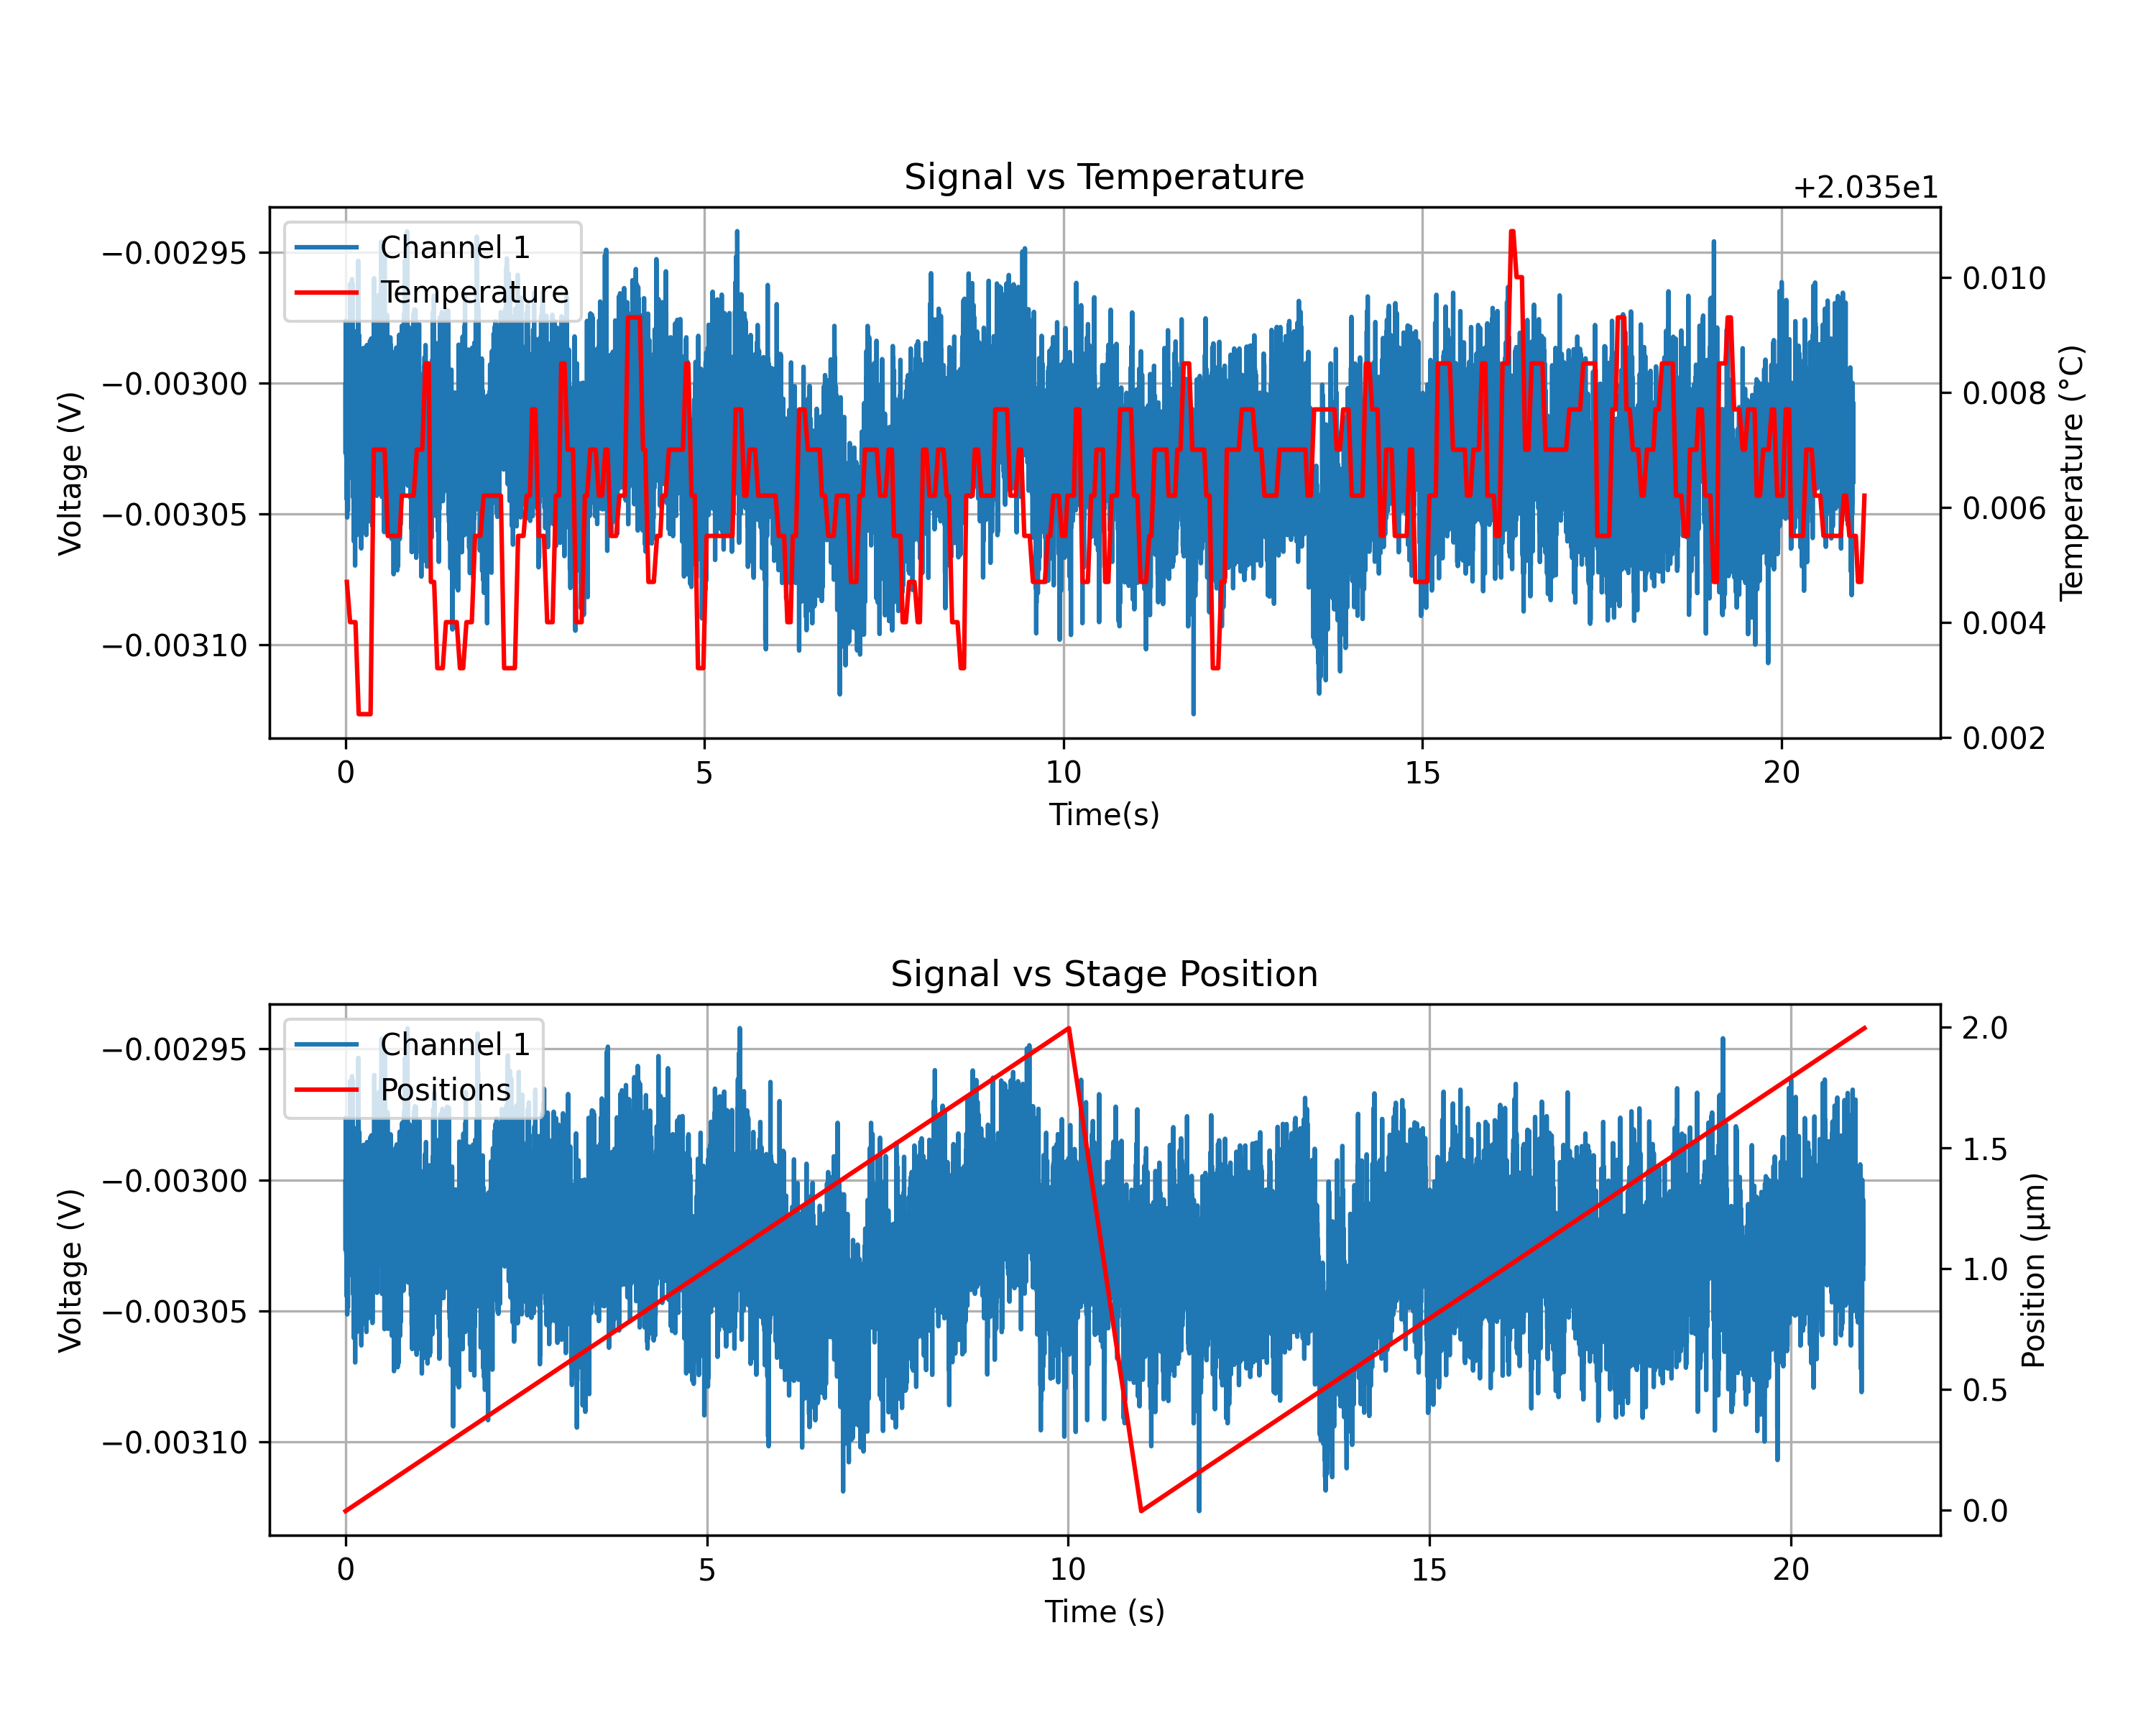 Signal vs Temperature
+2.035e1
Channel 1
Temperature
−0.00295
−0.00300
−0.00305
−0.00310
Voltage (V)
0.010
0.008
0.006
0.004
0.002
Temperature (°C)
0 5 10 15 20
Time(s)
Signal vs Stage Position
Channel 1
Positions
−0.00295
−0.00300
−0.00305
−0.00310
Voltage (V)
2.0
1.5
1.0
0.5
0.0
Position (μm)
0 5 10 15 20
Time (s)